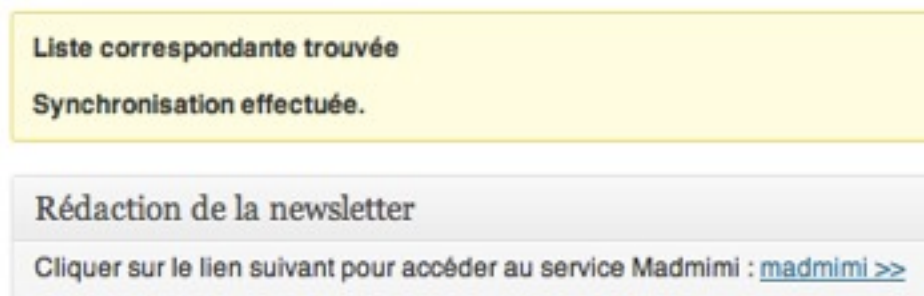 Liste correspondante trouvée
Synchronisation effectuée.
Rédaction de la newsletter
Cliquer sur le lien suivant pour accéder au service Madmimi : madmimi >>